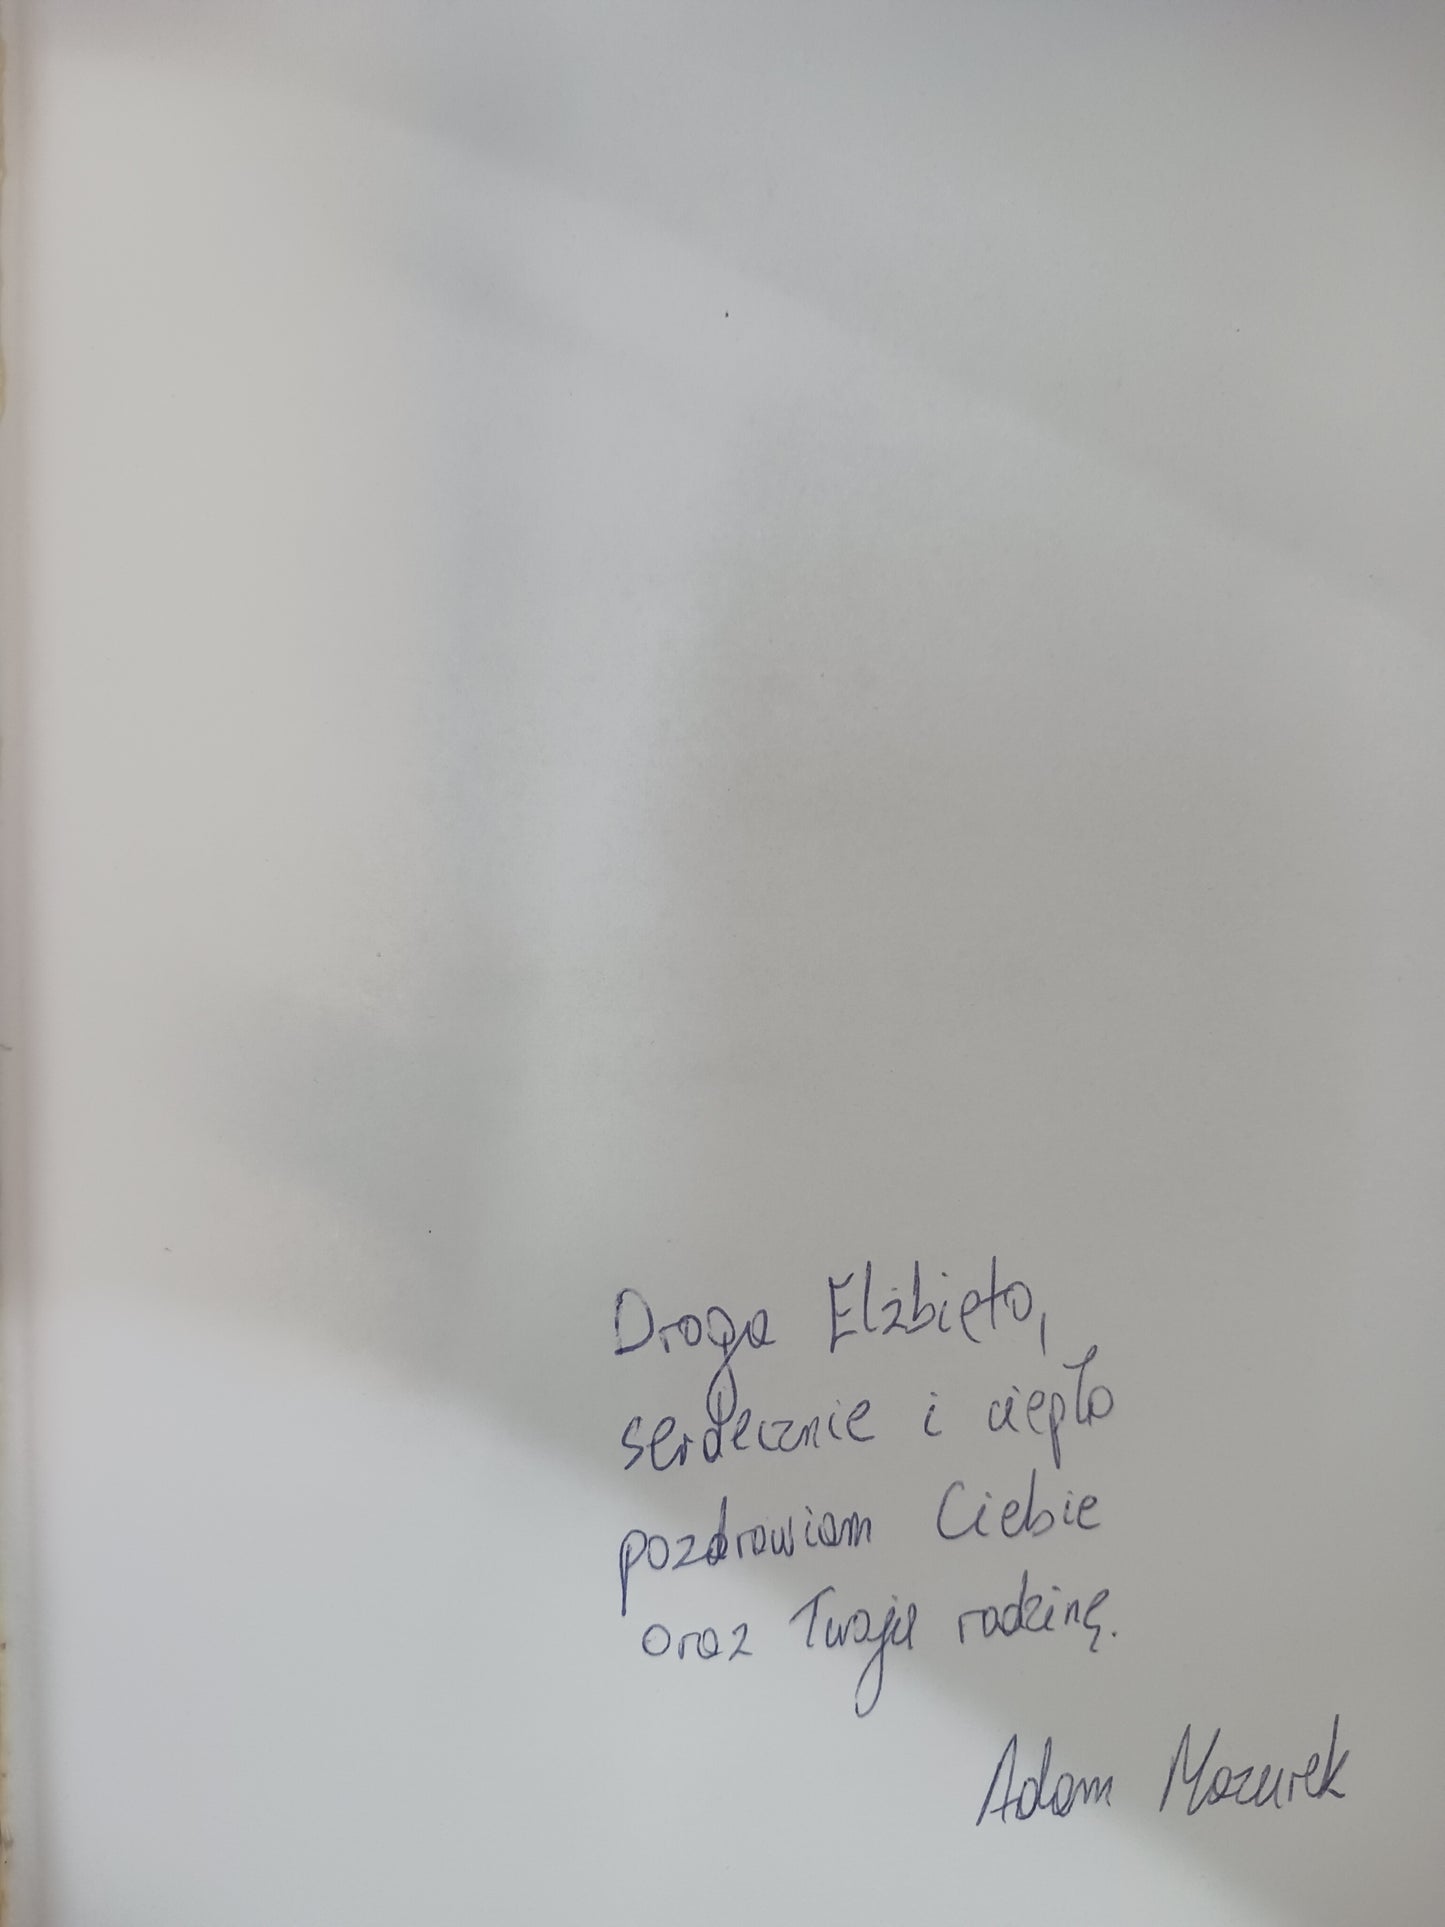 Droga Elżbieto,
serdecznie i ciepło
pozdrawiam Ciebie
oraz Twoją rodzinę.
Adam Mazurek